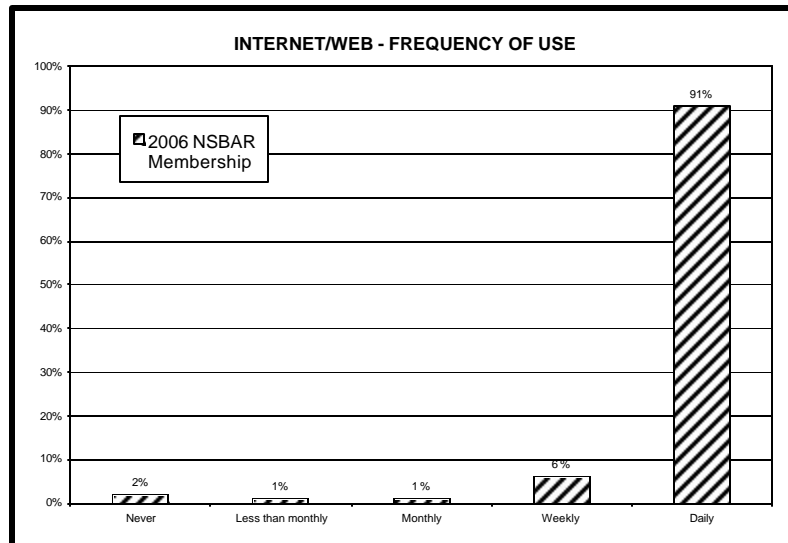 INTERNET/WEB - FREQUENCY OF USE
100%
90%
80%
70%
60%
50%
40%
30%
20%
10%
0%
2006 NSBAR
Membership
2%
1%
1%
6%
91%
Never
Less than monthly
Monthly
Weekly
Daily